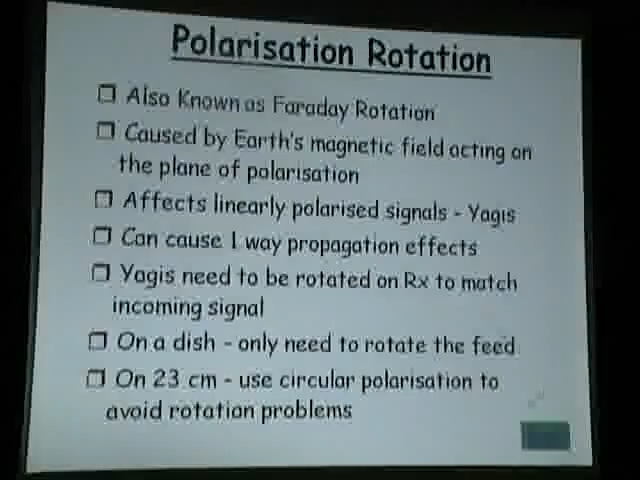 Polarisation Rotation
Also Known as Faraday Rotation
Caused by Earth's magnetic field acting on
the plane of polarisation
Affects linearly polarised signals - Yagis
Can cause 1 way propagation effects
Yagis need to be rotated on Rx to match
incoming signal
On a dish - only need to rotate the feed
On 23 cm - use circular polarisation to
avoid rotation problems